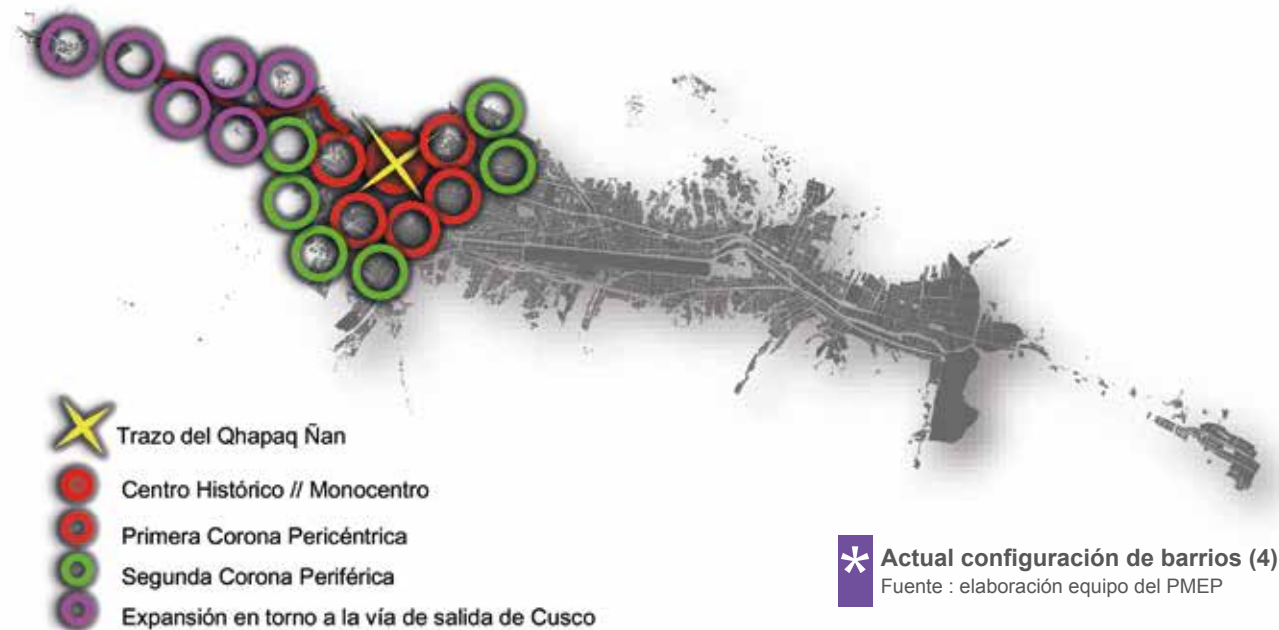 Trazo del Qhapaq Ñan
Centro Histórico // Monocentro
Primera Corona Pericéntrica
Segunda Corona Periférica
Expansión en torno a la vía de salida de Cusco
* Actual configuración de barrios (4)
Fuente : elaboración equipo del PMEP